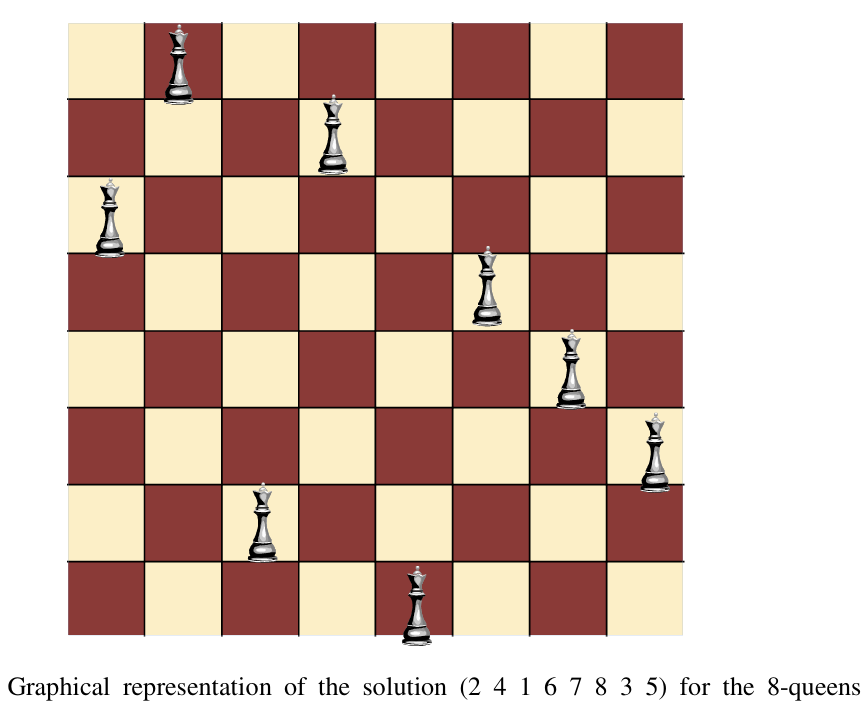 Graphical representation of the solution (2 4 1 6 7 8 3 5) for the 8-queens